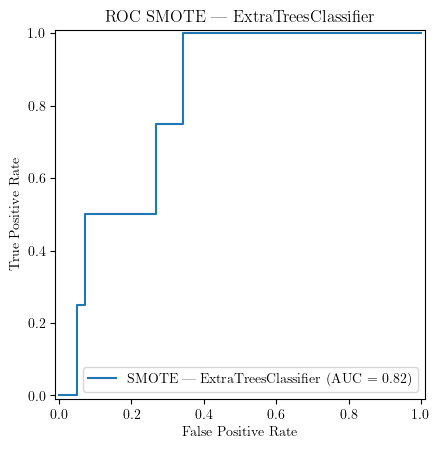 ROC SMOTE — ExtraTreesClassifier
1.0
0.8
0.6
0.4
0.2
0.0
True Positive Rate
SMOTE — ExtraTreesClassifier (AUC = 0.82)
0.0 0.2 0.4 0.6 0.8 1.0
False Positive Rate